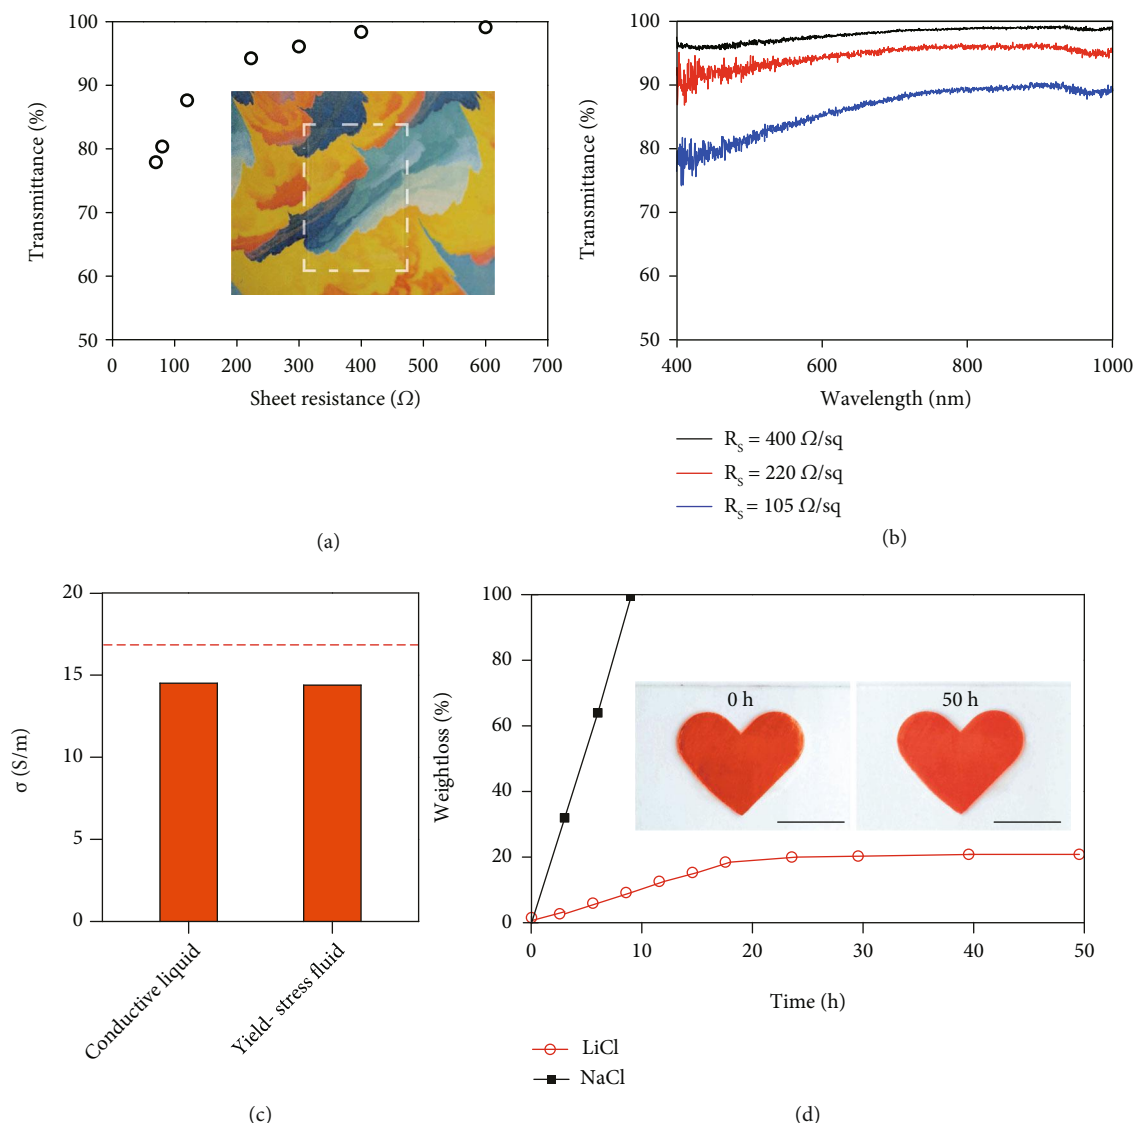 100
90
80
70
60
50
Transmittance (%)
0 100 200 300 400 500 600 700
Sheet resistance (Ω)
(a)
100
90
80
70
60
50
Transmittance (%)
400 600 800 1000
Wavelength (nm)
R_s = 400 Ω/sq
R_s = 220 Ω/sq
R_s = 105 Ω/sq
(b)
20
15
10
5
0
σ (S/m)
Conductive liquid
Yield- stress fluid
(c)
100
80
60
40
20
0
Weightloss (%)
0 h
50 h
0 10 20 30 40 50
Time (h)
LiCl
NaCl
(d)